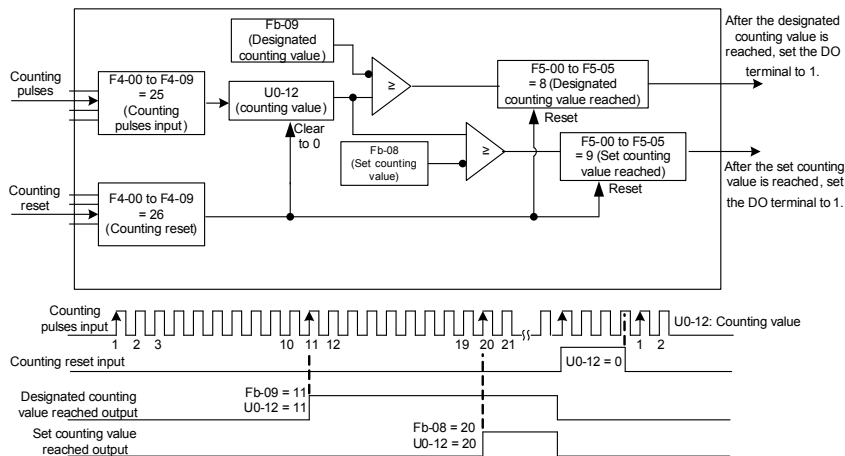 Fb-09
(Designated
counting value)
After the designated
counting value is
reached, set the DO
terminal to 1.
Counting
pulses
F4-00 to F4-09
= 25
(Counting
pulses input)
U0-12
(counting value)
≥
F5-00 to F5-05
= 8 (Designated
counting value reached)
Clear
to 0
Reset
Fb-08
(Set counting
value)
≥
F5-00 to F5-05
= 9 (Set counting
value reached)
Reset
After the set counting
value is reached, set
the DO terminal to 1.
Counting
reset
F4-00 to F4-09
= 26
(Counting reset)
Counting
pulses input
U0-12: Counting value
1 2 3 10 11 12 19 20 21 1 2
Counting reset input
U0-12 = 0
Designated counting
value reached output
Fb-09 = 11
U0-12 = 11
Set counting value
reached output
Fb-08 = 20
U0-12 = 20